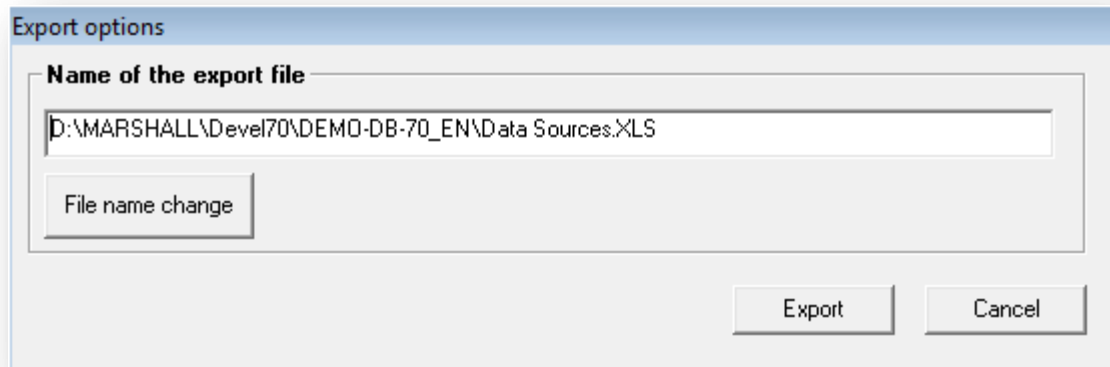 Export options
Name of the export file
D:\MARSHALL\Devel70\DEMO-DB-70_EN\Data Sources.XLS
File name change
Export Cancel